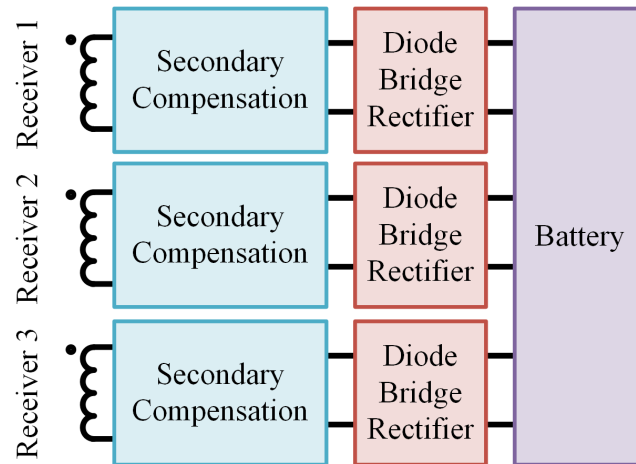 Receiver 1
Secondary
Compensation
Diode
Bridge
Rectifier
Receiver 2
Secondary
Compensation
Diode
Bridge
Rectifier
Battery
Receiver 3
Secondary
Compensation
Diode
Bridge
Rectifier